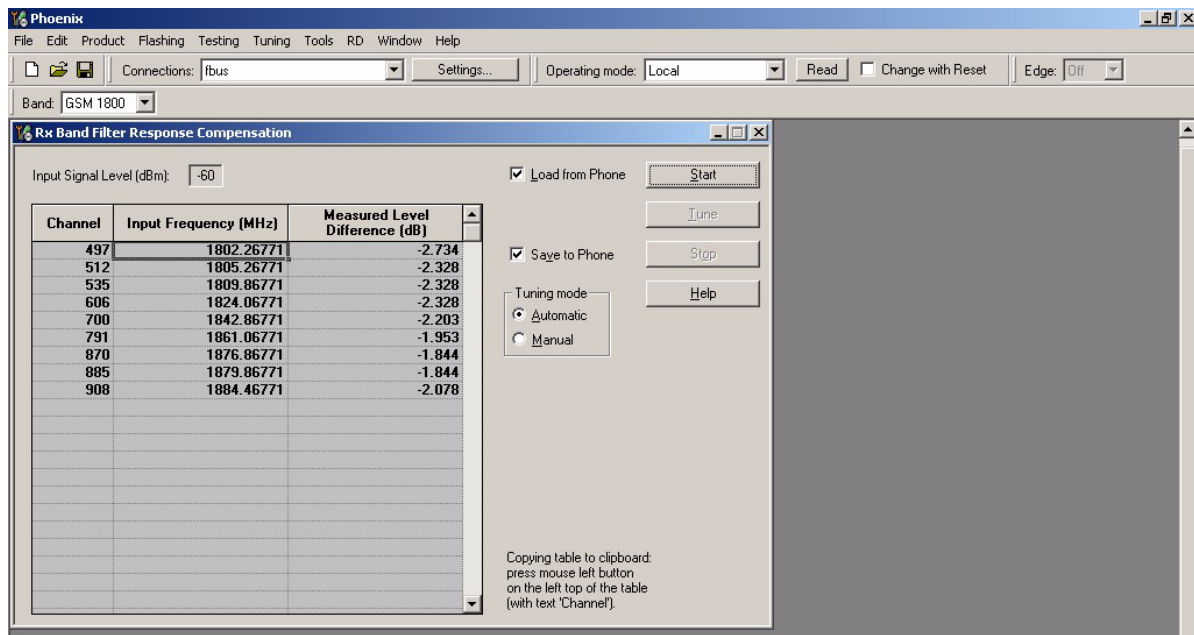 Phoenix
File Edit Product Flashing Testing Tuning Tools RD Window Help
Connections: fbus Settings... Operating mode: Local Read Change with Reset Edge: Off
Band: GSM 1800
Rx Band Filter Response Compensation
Input Signal Level (dBm): -60 Load from Phone Start
Channel Input Frequency (MHz) Measured Level Difference (dB) Tune
497 1802.26771 -2.734 Save to Phone Stop
512 1805.26771 -2.328
535 1809.86771 -2.328 Tuning mode Help
606 1824.06771 -2.328 Automatic
700 1842.86771 -2.203
791 1861.06771 -1.953 Manual
870 1876.86771 -1.844
885 1879.86771 -1.844
908 1884.46771 -2.078
Copying table to clipboard:
press mouse left button
on the left top of the table
(with text 'Channel').